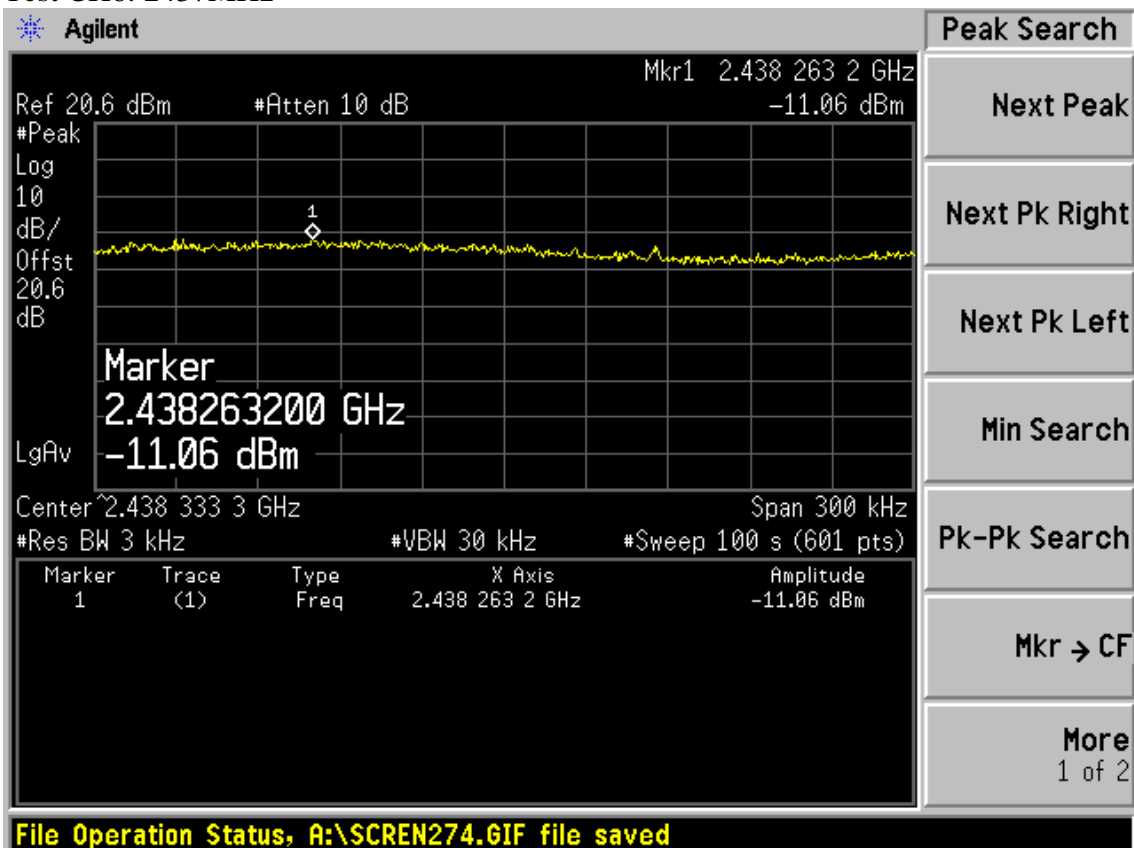 Agilent
Peak Search
Mkr1 2.438 263 2 GHz
Ref 20.6 dBm #Atten 10 dB -11.06 dBm
#Peak
Log
10
dB/
Offst
20.6
dB
1
Marker
2.438263200 GHz
-11.06 dBm
LgAv
Center^2.438 333 3 GHz Span 300 kHz
#Res BW 3 kHz #VBW 30 kHz #Sweep 100 s (601 pts)
Marker Trace Type X Axis Amplitude
1 (1) Freq 2.438 263 2 GHz -11.06 dBm
Next Peak
Next Pk Right
Next Pk Left
Min Search
Pk-Pk Search
Mkr → CF
More
1 of 2
File Operation Status, A:\SCREN274.GIF file saved